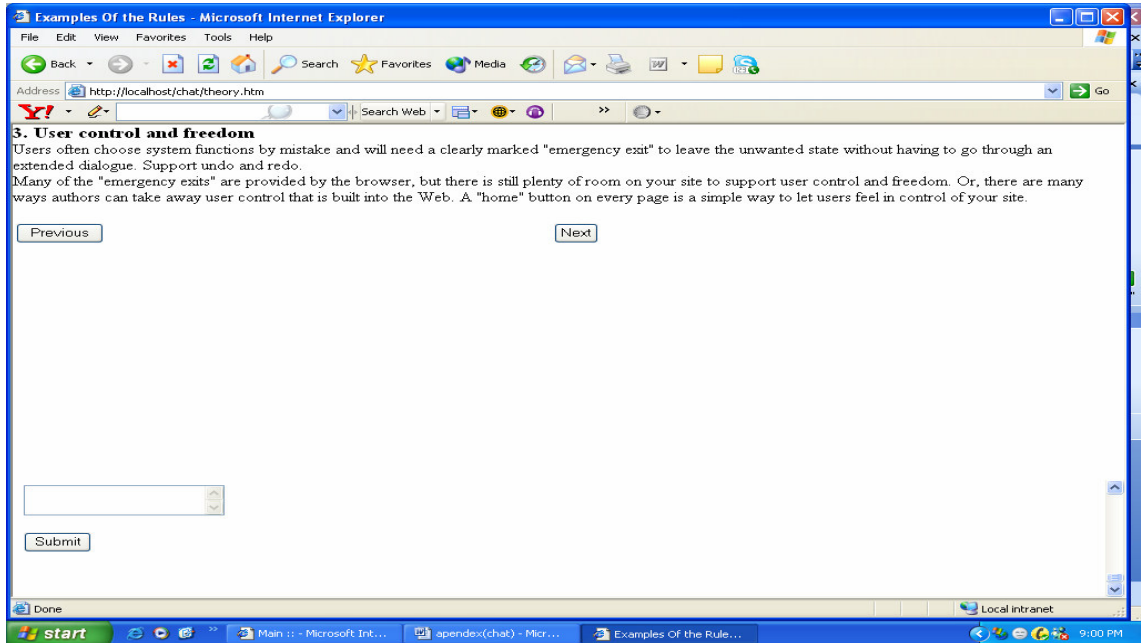 Examples Of the Rules - Microsoft Internet Explorer
File Edit View Favorites Tools Help
Back Search Favorites Media
Address http://localhost/chat/theory.htm Go
Y! Search Web >>
3. User control and freedom
Users often choose system functions by mistake and will need a clearly marked "emergency exit" to leave the unwanted state without having to go through an
extended dialogue. Support undo and redo.
Many of the "emergency exits" are provided by the browser, but there is still plenty of room on your site to support user control and freedom. Or, there are many
ways authors can take away user control that is built into the Web. A "home" button on every page is a simple way to let users feel in control of your site.
Previous Next
Submit
Done Local intranet
start Main :: - Microsoft Int... apendex(chat) - Micr... Examples Of the Rule... 9:00 PM